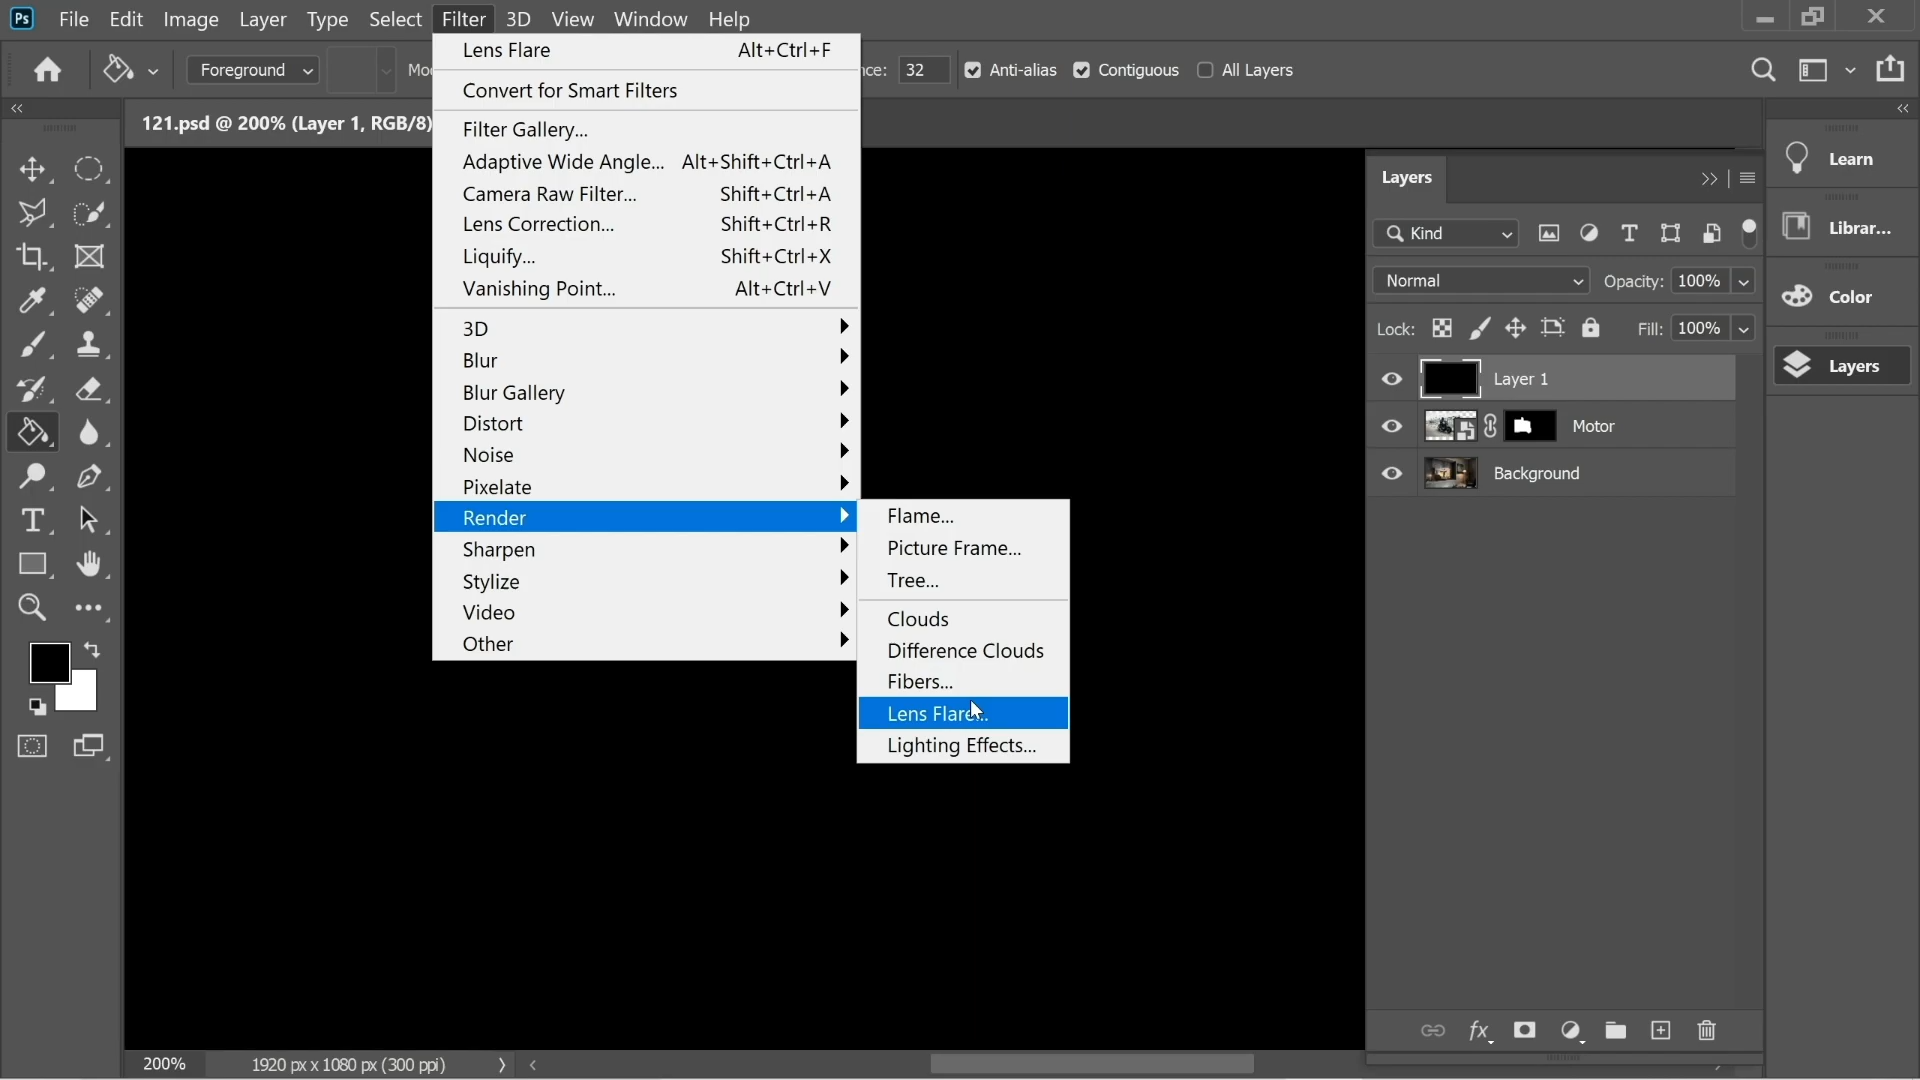 Ps File Edit Image Layer Type Select Filter 3D View Window Help
Foreground
Mo
nce: 32 Anti-alias Contiguous All Layers
121.psd @ 200% (Layer 1, RGB/8)
Lens Flare Alt+Ctrl+F
Convert for Smart Filters
Filter Gallery...
Adaptive Wide Angle... Alt+Shift+Ctrl+A
Camera Raw Filter... Shift+Ctrl+A
Lens Correction... Shift+Ctrl+R
Liquify... Shift+Ctrl+X
Vanishing Point... Alt+Ctrl+V
3D
Blur
Blur Gallery
Distort
Noise
Pixelate
Render
Sharpen
Stylize
Video
Other
Flame...
Picture Frame...
Tree...
Clouds
Difference Clouds
Fibers...
Lens Flare...
Lighting Effects...
Layers
Kind
Normal Opacity: 100%
Lock: Fill: 100%
Layer 1
Motor
Background
fx
Learn
Librar...
Color
Layers
T
200% 1920 px x 1080 px (300 ppi)